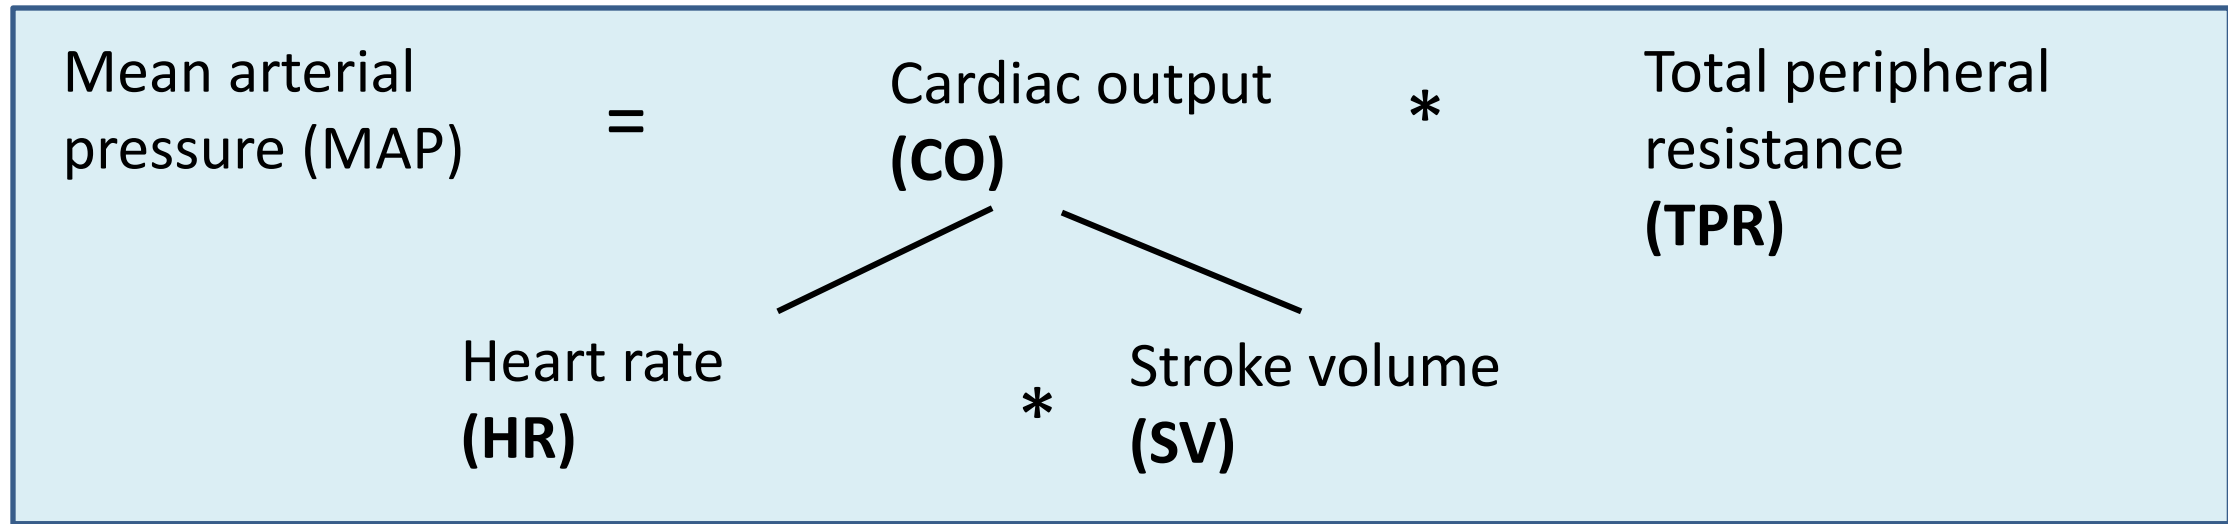 Mean arterial
pressure (MAP)
=
Cardiac output
(CO)
*
Total peripheral
resistance
(TPR)
Heart rate
(HR)
*
Stroke volume
(SV)